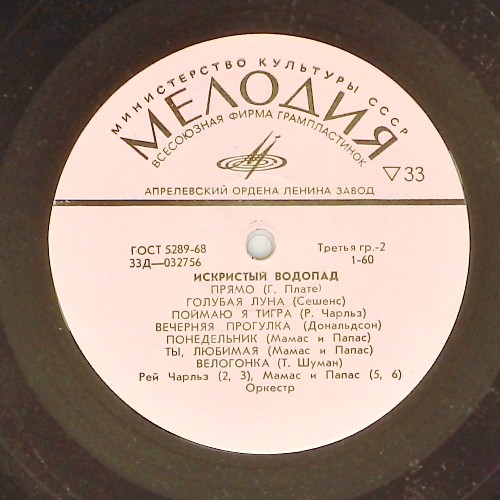 МИНИСТЕРСТВО КУЛЬТУРЫ СССР
МЕЛОДИЯ
ВСЕСОЮЗНАЯ ФИРМА ГРАМПЛАСТИНОК
▽33
АПРЕЛЕВСКИЙ ОРДЕНА ЛЕНИНА ЗАВОД
ГОСТ 5289-68 Третья гр.-2
33Д—032756 1-60
ИСКРИСТЫЙ ВОДОПАД
ПРЯМО (Г. Плате)
ГОЛУБАЯ ЛУНА (Сешенс)
ПОЙМАЮ Я ТИГРА (Р. Чарльз)
ВЕЧЕРНЯЯ ПРОГУЛКА (Дональдсон)
ПОНЕДЕЛЬНИК (Мамас и Папас)
ТЫ, ЛЮБИМАЯ (Мамас и Папас)
ВЕЛОГОНКА (Т. Шуман)
Рей Чарльз (2, 3), Мамас и Папас (5, 6)
Оркестр